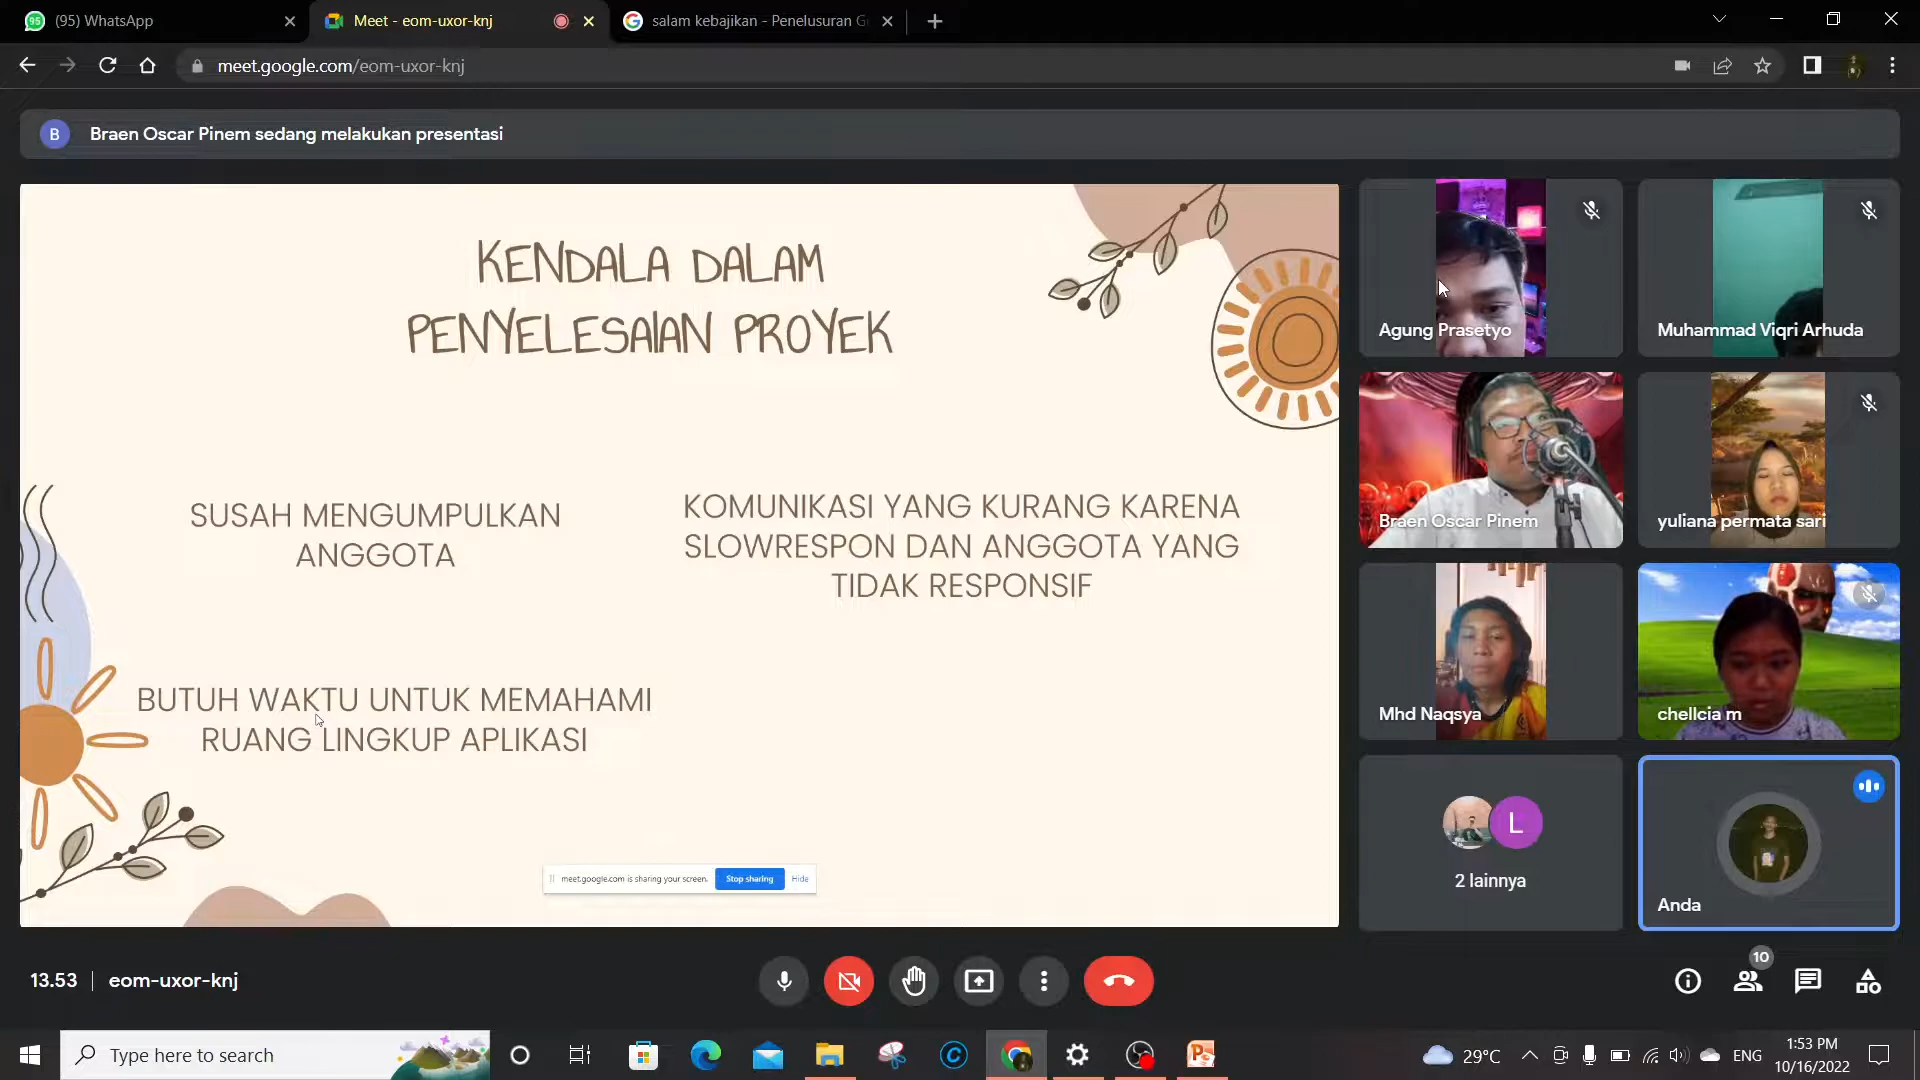 (95) WhatsApp
Meet - eom-uxor-knj
salam kebajikan - Penelusuran G
meet.google.com/eom-uxor-knj
B
Braen Oscar Pinem sedang melakukan presentasi
KENDALA DALAM
PENYELESAIAN PROYEK
SUSAH MENGUMPULKAN
ANGGOTA
KOMUNIKASI YANG KURANG KARENA
SLOWRESPON DAN ANGGOTA YANG
TIDAK RESPONSIF
BUTUH WAKTU UNTUK MEMAHAMI
RUANG LINGKUP APLIKASI
meet.google.com is sharing your screen.
Stop sharing
Hide
Agung Prasetyo
Muhammad Viqri Arhuda
Braen Oscar Pinem
yuliana permata sari
Mhd Naqsya
chellcia m
L
2 lainnya
Anda
13.53
eom-uxor-knj
10
Type here to search
29°C
ENG
1:53 PM
10/16/2022